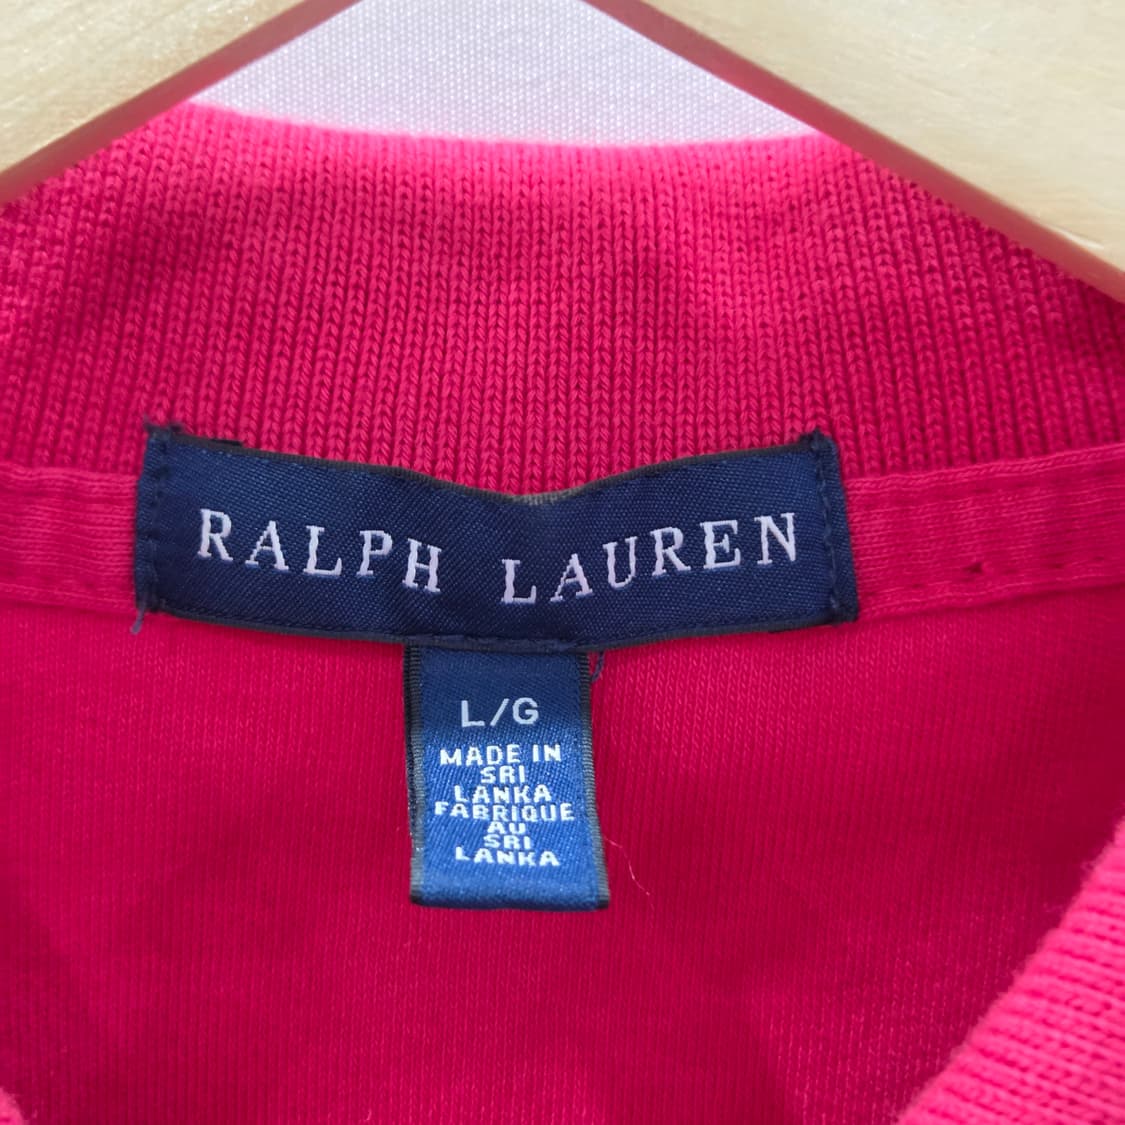 RALPH LAUREN
L/G
MADE IN
SRI
LANKA
FABRIQUE
AU
SRI
LANKA